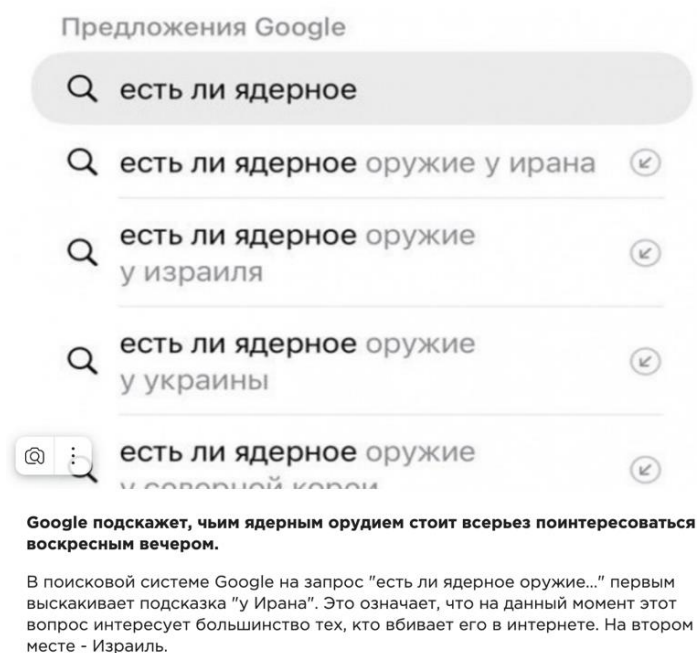 Предложения Google
есть ли ядерное
есть ли ядерное оружие у ирана
есть ли ядерное оружие
у израиля
есть ли ядерное оружие
у украины
есть ли ядерное оружие
у северной кореи
Google подскажет, чьим ядерным орудием стоит всерьез поинтересоваться
воскресным вечером.
В поисковой системе Google на запрос "есть ли ядерное оружие..." первым
выскакивает подсказка "у Ирана". Это означает, что на данный момент этот
вопрос интересует большинство тех, кто вбивает его в интернете. На втором
месте - Израиль.